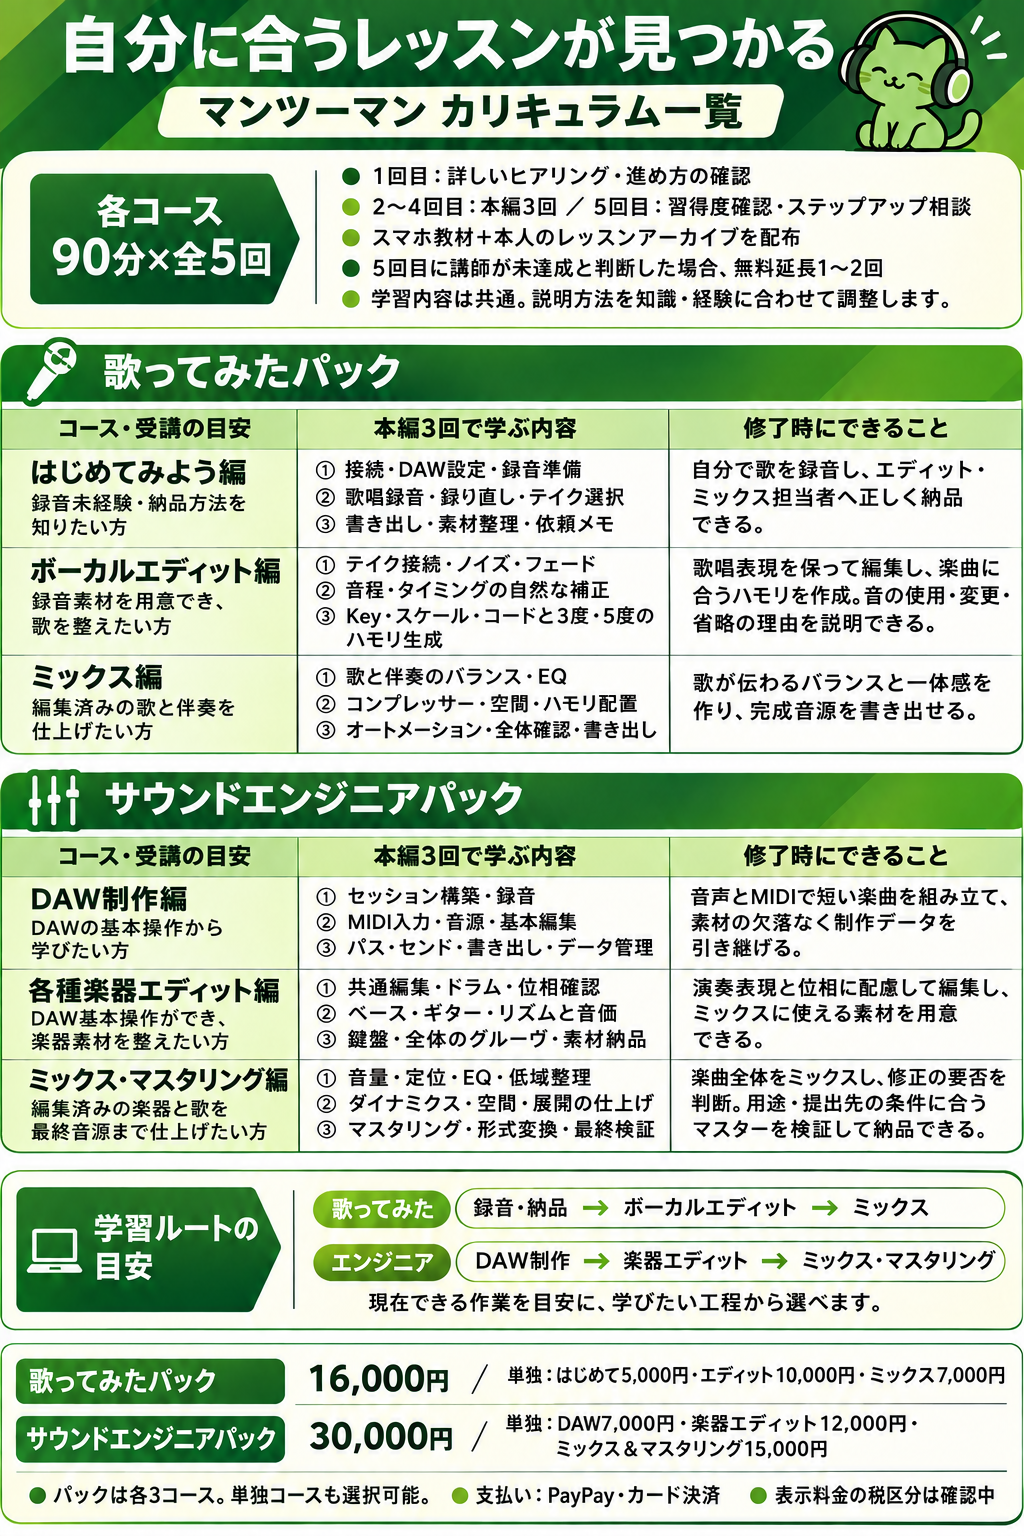 自分に合うレッスンが見つかる
マンツーマン カリキュラム一覧
各コース
90分×全5回
● 1回目：詳しいヒアリング・進め方の確認
● 2〜4回目：本編3回 ／ 5回目：習得度確認・ステップアップ相談
● スマホ教材＋本人のレッスンアーカイブを配布
● 5回目に講師が未達成と判断した場合、無料延長1〜2回
● 学習内容は共通。説明方法を知識・経験に合わせて調整します。
歌ってみたパック
コース・受講の目安
本編3回で学ぶ内容
修了時にできること
はじめてみよう編
録音未経験・納品方法を
知りたい方
① 接続・DAW設定・録音準備
② 歌唱録音・録り直し・テイク選択
③ 書き出し・素材整理・依頼メモ
自分で歌を録音し、エディット・
ミックス担当者へ正しく納品
できる。
ボーカルエディット編
録音素材を用意でき、
歌を整えたい方
① テイク接続・ノイズ・フェード
② 音程・タイミングの自然な補正
③ Key・スケール・コードと3度・5度の
ハモリ生成
歌唱表現を保って編集し、楽曲に
合うハモリを作成。音の使用・変更・
省略の理由を説明できる。
ミックス編
編集済みの歌と伴奏を
仕上げたい方
① 歌と伴奏のバランス・EQ
② コンプレッサー・空間・ハモリ配置
③ オートメーション・全体確認・書き出し
歌が伝わるバランスと一体感を
作り、完成音源を書き出せる。
サウンドエンジニアパック
コース・受講の目安
本編3回で学ぶ内容
修了時にできること
DAW制作編
DAWの基本操作から
学びたい方
① セッション構築・録音
② MIDI入力・音源・基本編集
③ パス・センド・書き出し・データ管理
音声とMIDIで短い楽曲を組み立て、
素材の欠落なく制作データを
引き継げる。
各種楽器エディット編
DAW基本操作ができ、
楽器素材を整えたい方
① 共通編集・ドラム・位相確認
② ベース・ギター・リズムと音価
③ 鍵盤・全体のグルーヴ・素材納品
演奏表現と位相に配慮して編集し、
ミックスに使える素材を用意
できる。
ミックス・マスタリング編
編集済みの楽器と歌を
最終音源まで仕上げたい方
① 音量・定位・EQ・低域整理
② ダイナミクス・空間・展開の仕上げ
③ マスタリング・形式変換・最終検証
楽曲全体をミックスし、修正の要否を
判断。用途・提出先の条件に合う
マスターを検証して納品できる。
学習ルートの
目安
歌ってみた 録音・納品 → ボーカルエディット → ミックス
エンジニア DAW制作 → 楽器エディット → ミックス・マスタリング
現在できる作業を目安に、学びたい工程から選べます。
歌ってみたパック 16,000円 ／ 単独：はじめて5,000円・エディット10,000円・ミックス7,000円
サウンドエンジニアパック 30,000円 ／ 単独：DAW7,000円・楽器エディット12,000円・
ミックス＆マスタリング15,000円
● パックは各3コース。単独コースも選択可能。 ● 支払い：PayPay・カード決済 ● 表示料金の税区分は確認中